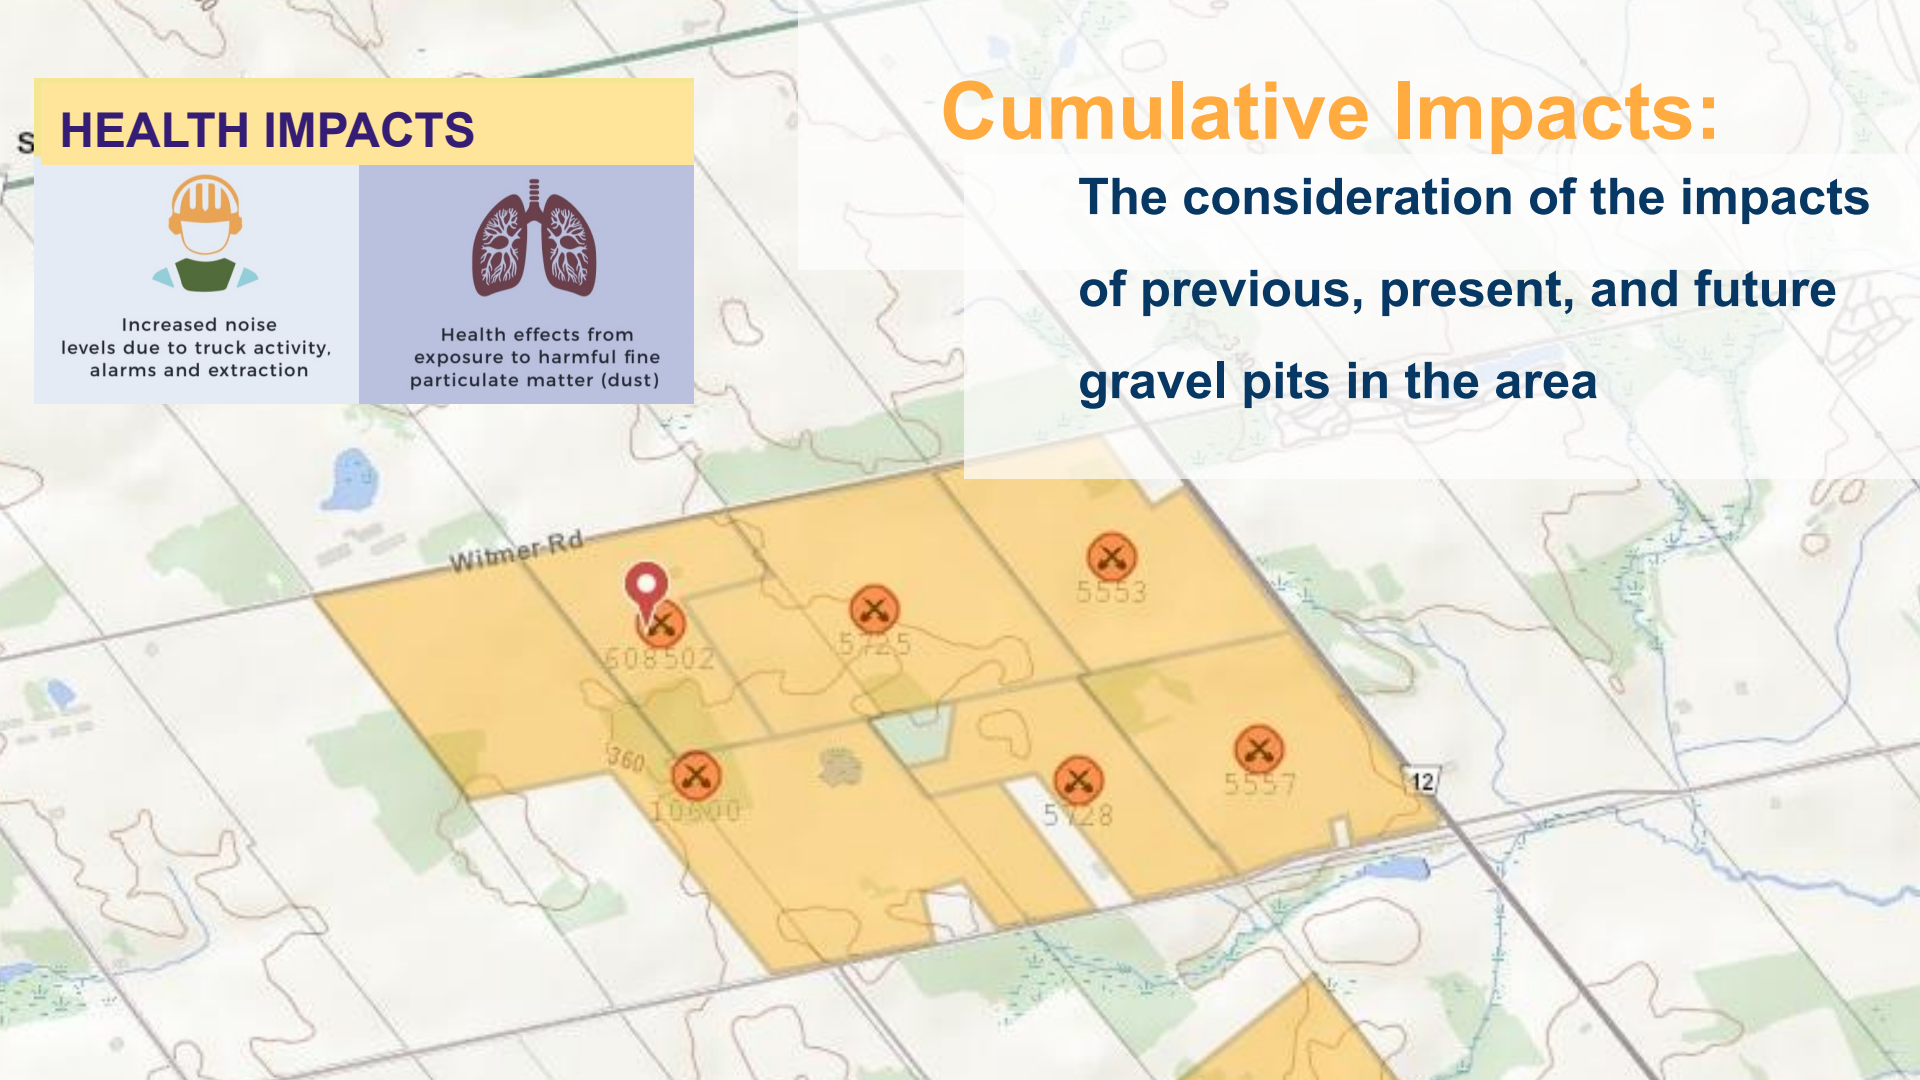 HEALTH IMPACTS
Increased noise
levels due to truck activity,
alarms and extraction
Health effects from
exposure to harmful fine
particulate matter (dust)
Cumulative Impacts:
The consideration of the impacts
of previous, present, and future
gravel pits in the area
S
Witmer Rd
5553
5725
608502
360
10600
5728
5557
12